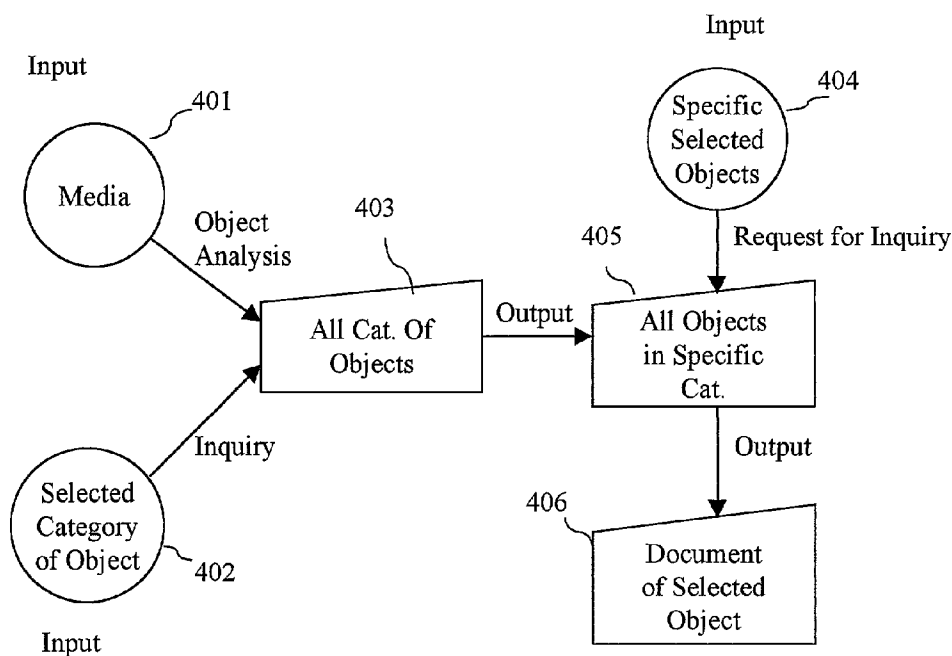 Input
Input
401
404
Specific
Selected
Objects
Media
Object
Analysis
403
405
Request for Inquiry
All Cat. Of
Objects
Output
All Objects
in Specific
Cat.
Inquiry
Output
Selected
Category
of Object
402
406
Document
of Selected
Object
Input